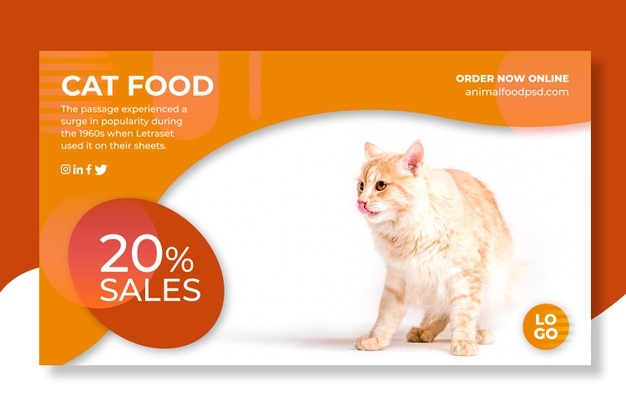 CAT FOOD
The passage experienced a
surge in popularity during
the 1960s when Letraset
used it on their sheets.
ORDER NOW ONLINE
animalfoodpsd.com
20%
SALES
LO
GO